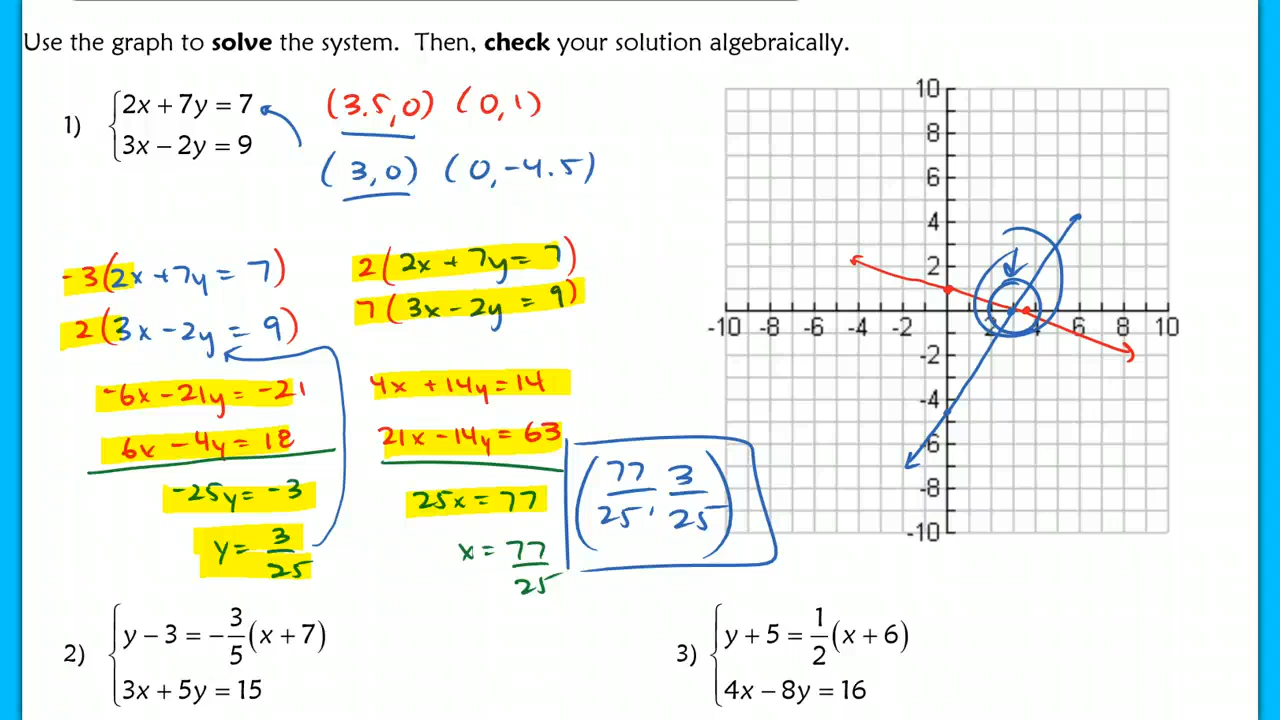 Use the graph to solve the system. Then, check your solution algebraically.
1) { 2x + 7y = 7
3x − 2y = 9
(3.5, 0) (0, 1)
(3, 0) (0, -4.5)
-3(2x + 7y = 7)
2(3x - 2y = 9)
-6x - 21y = -21
6x - 4y = 18
-25y = -3
y = 3/25
2(2x + 7y = 7)
7(3x - 2y = 9)
4x + 14y = 14
21x - 14y = 63
25x = 77
x = 77/25
(77/25, 3/25)
10
8
6
4
2
-10 -8 -6 -4 -2 2 4 6 8 10
-2
-4
-6
-8
-10
2) { y − 3 = −3/5(x + 7)
3x + 5y = 15
3) { y + 5 = 1/2(x + 6)
4x − 8y = 16